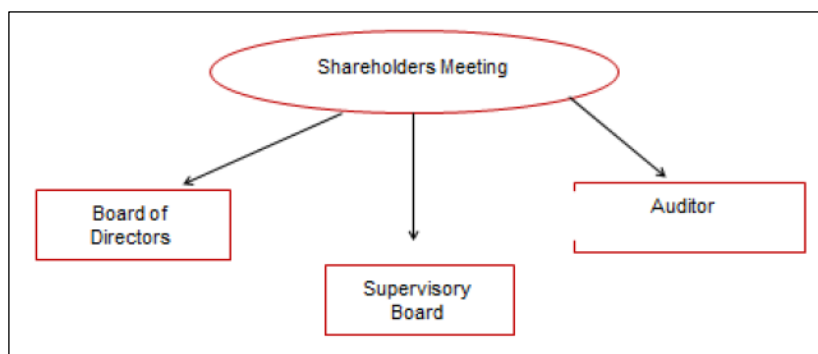 Shareholders Meeting
Board of
Directors
Auditor
Supervisory
Board